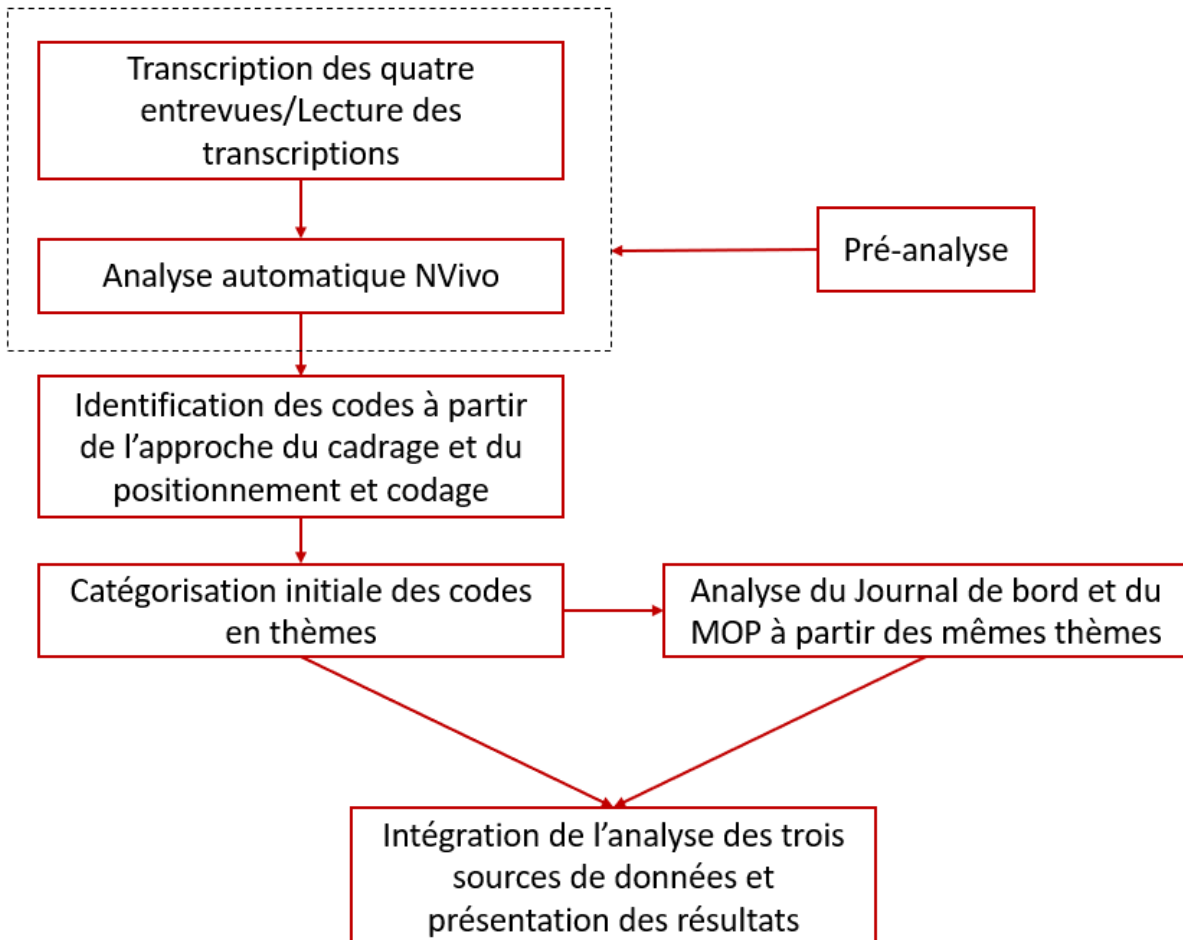 Transcription des quatre
entrevues/Lecture des
transcriptions
Analyse automatique NVivo
Pré-analyse
Identification des codes à partir
de l’approche du cadrage et du
positionnement et codage
Catégorisation initiale des codes
en thèmes
Analyse du Journal de bord et du
MOP à partir des mêmes thèmes
Intégration de l’analyse des trois
sources de données et
présentation des résultats